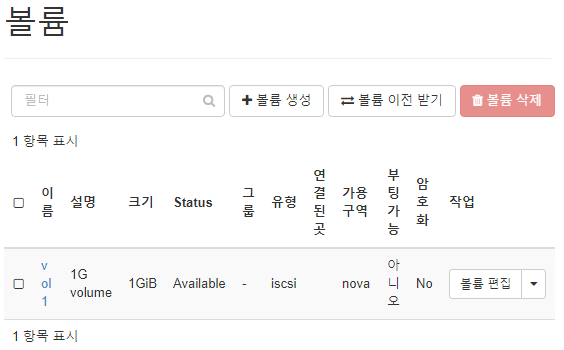 볼륨
필터
볼륨 생성
볼륨 이전 받기
볼륨 삭제
1 항목 표시
이름 설명 크기 Status 그룹 유형 연결된 곳 가용 구역 부팅 가능 암호화 작업
vol1 1G volume 1GiB Available - iscsi nova 아니오 No 볼륨 편집
1 항목 표시